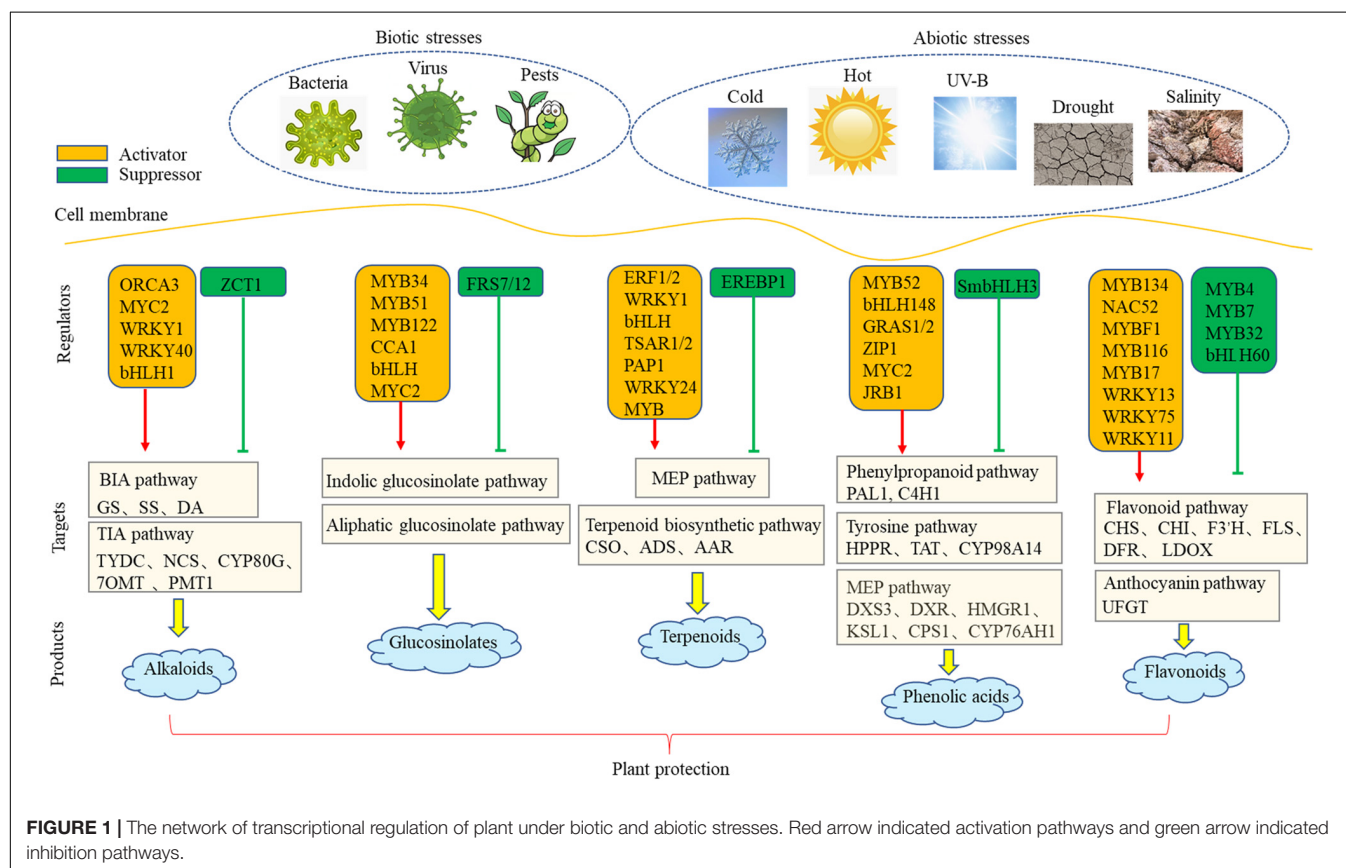 Biotic stresses
Abiotic stresses
Bacteria
Virus
Pests
Cold
Hot
UV-B
Drought
Salinity
Activator
Suppressor
Cell membrane
Regulators
ORCA3
MYC2
WRKY1
WRKY40
bHLH1
ZCT1
MYB34
MYB51
MYB122
CCA1
bHLH
MYC2
FRS7/12
ERF1/2
WRKY1
bHLH
TSAR1/2
PAP1
WRKY24
MYB
EREBP1
MYB52
bHLH148
GRAS1/2
ZIP1
MYC2
JRB1
SmbHLH3
MYB134
NAC52
MYBF1
MYB116
MYB17
WRKY13
WRKY75
WRKY11
MYB4
MYB7
MYB32
bHLH60
Targets
BIA pathway
GS、SS、DA
TIA pathway
TYDC、NCS、CYP80G、
7OMT 、PMT1
Indolic glucosinolate pathway
Aliphatic glucosinolate pathway
MEP pathway
Terpenoid biosynthetic pathway
CSO、ADS、AAR
Phenylpropanoid pathway
PAL1, C4H1
Tyrosine pathway
HPPR、TAT、CYP98A14
MEP pathway
DXS3、DXR、HMGR1、
KSL1、CPS1、CYP76AH1
Flavonoid pathway
CHS、CHI、F3'H、FLS、
DFR、 LDOX
Anthocyanin pathway
UFGT
Products
Alkaloids
Glucosinolates
Terpenoids
Phenolic acids
Flavonoids
Plant protection
FIGURE 1 | The network of transcriptional regulation of plant under biotic and abiotic stresses. Red arrow indicated activation pathways and green arrow indicated
inhibition pathways.